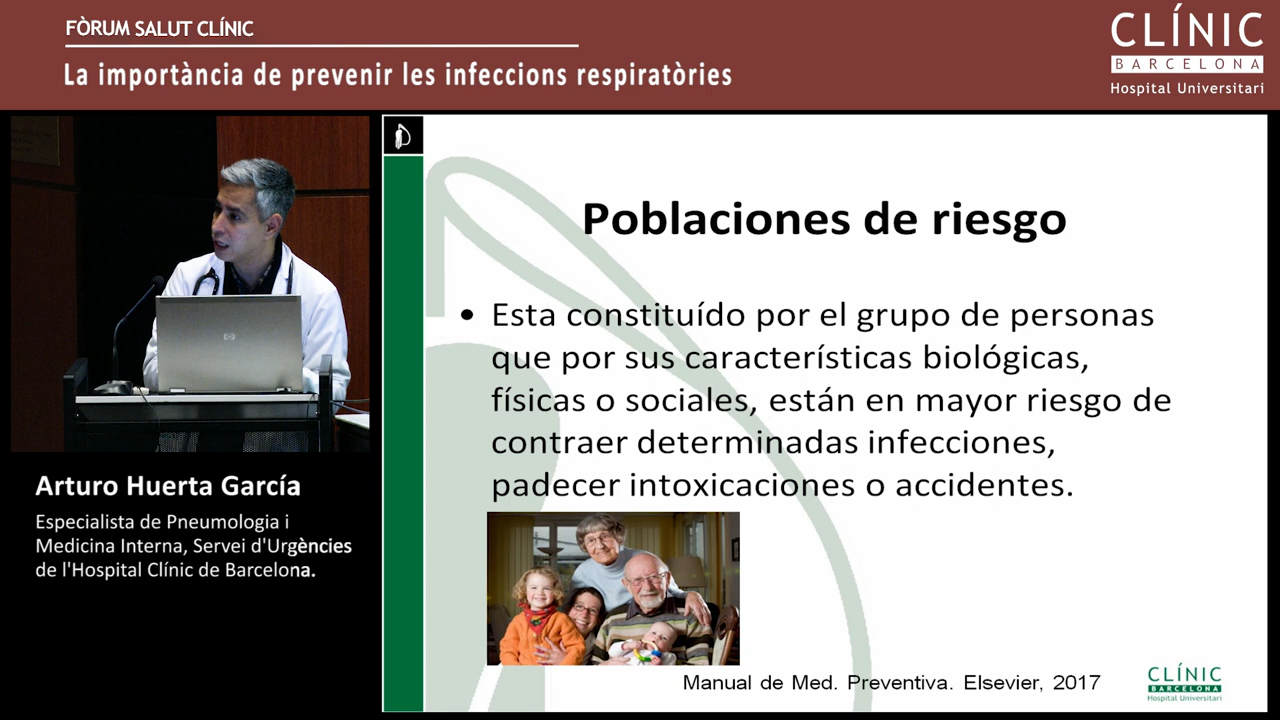 FÒRUM SALUT CLÍNIC
La importància de prevenir les infeccions respiratòries
CLÍNIC
BARCELONA
Hospital Universitari
Poblaciones de riesgo
• Esta constituído por el grupo de personas
que por sus características biológicas,
físicas o sociales, están en mayor riesgo de
contraer determinadas infecciones,
padecer intoxicaciones o accidentes.
Manual de Med. Preventiva. Elsevier, 2017
CLÍNIC
BARCELONA
Hospital Universitari
hp
Arturo Huerta García
Especialista de Pneumologia i
Medicina Interna, Servei d'Urgències
de l'Hospital Clínic de Barcelona.